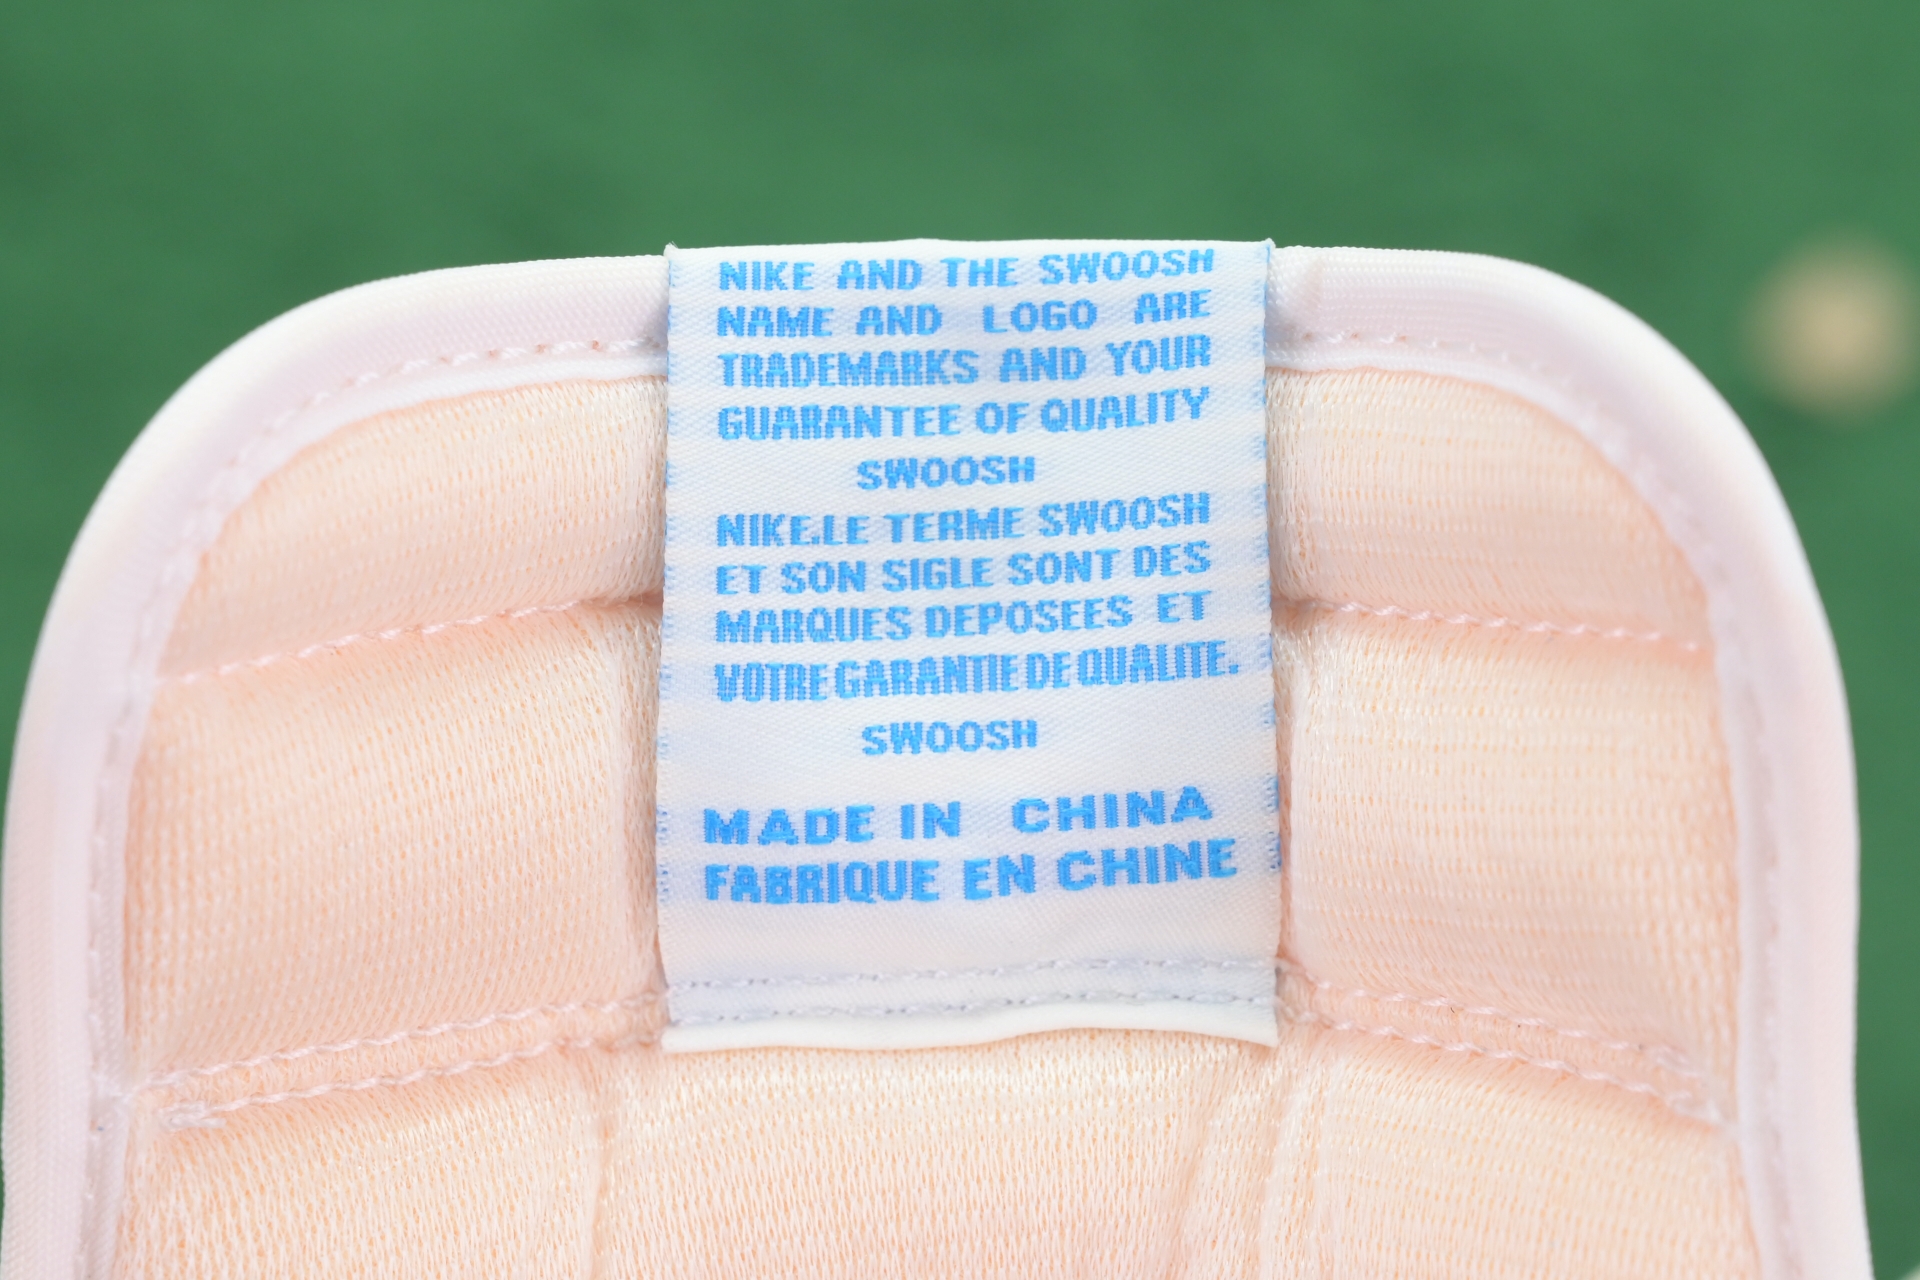 NIKE AND THE SWOOSH
NAME AND LOGO ARE
TRADEMARKS AND YOUR
GUARANTEE OF QUALITY
SWOOSH
NIKE.LE TERME SWOOSH
ET SON SIGLE SONT DES
MARQUES DEPOSEES ET
VOTRE GARANTIE DE QUALITE.
SWOOSH
MADE IN CHINA
FABRIQUE EN CHINE